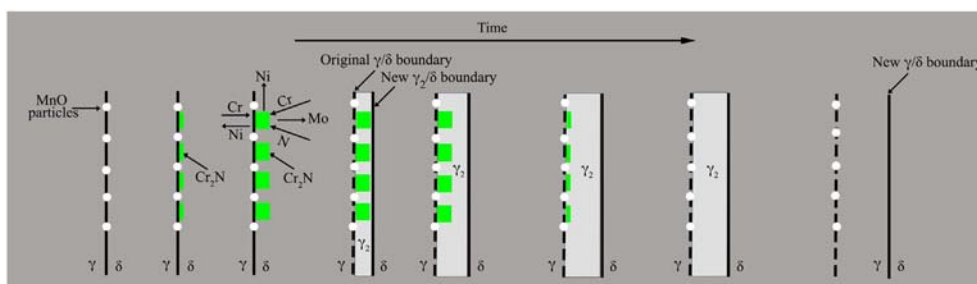 Time
Original γ/δ boundary
New γ₂/δ boundary
New γ/δ boundary
MnO
particles
Cr₂N
Ni
Cr
Ni
Cr
Mo
N
Cr₂N
γ₂
γ₂
γ₂
γ₂
γ δ
γ δ
γ δ
γ δ
γ δ
γ δ
γ δ
γ δ